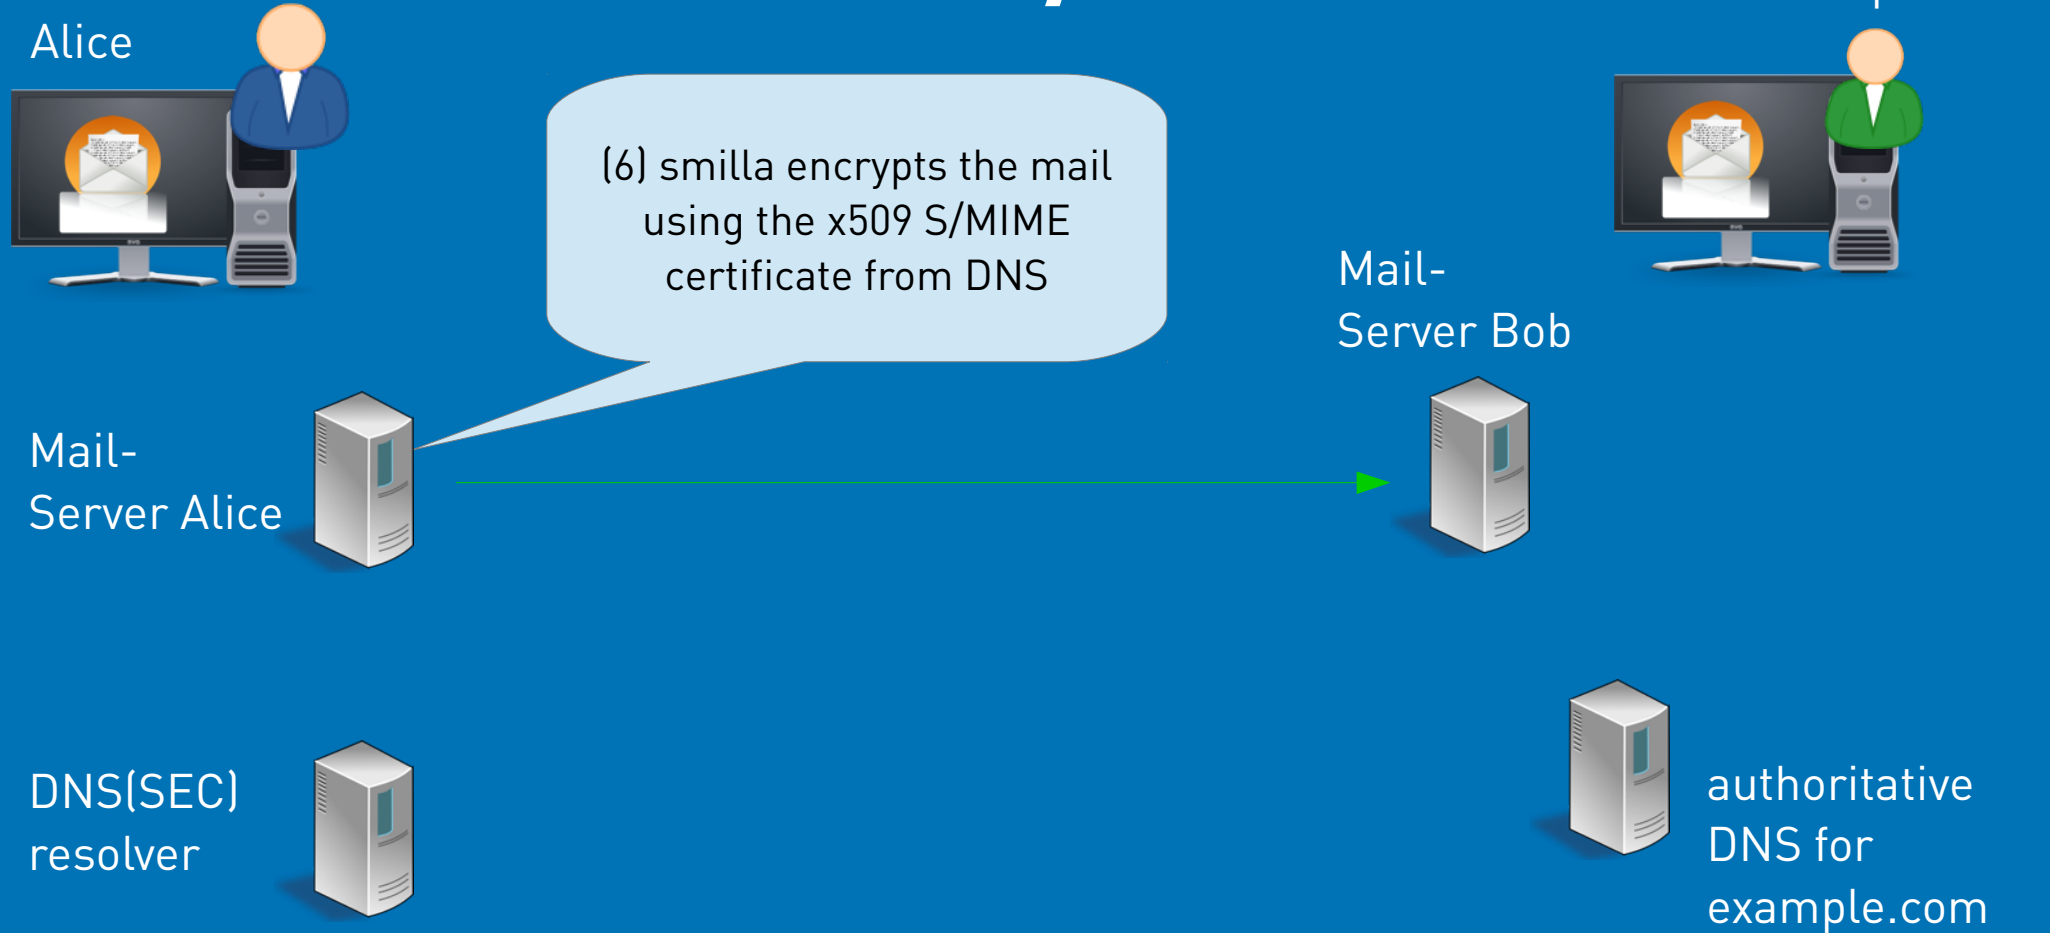 Alice
(6) smilla encrypts the mail
using the x509 S/MIME
certificate from DNS
Mail-
Server Bob
Mail-
Server Alice
DNS(SEC)
resolver
authoritative
DNS for
example.com